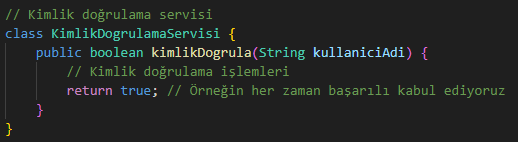 // Kimlik doğrulama servisi
class KimlikDogrulamaServisi {
    public boolean kimlikDogrula(String kullaniciAdi) {
        // Kimlik doğrulama işlemleri
        return true; // Örneğin her zaman başarılı kabul ediyoruz
    }
}